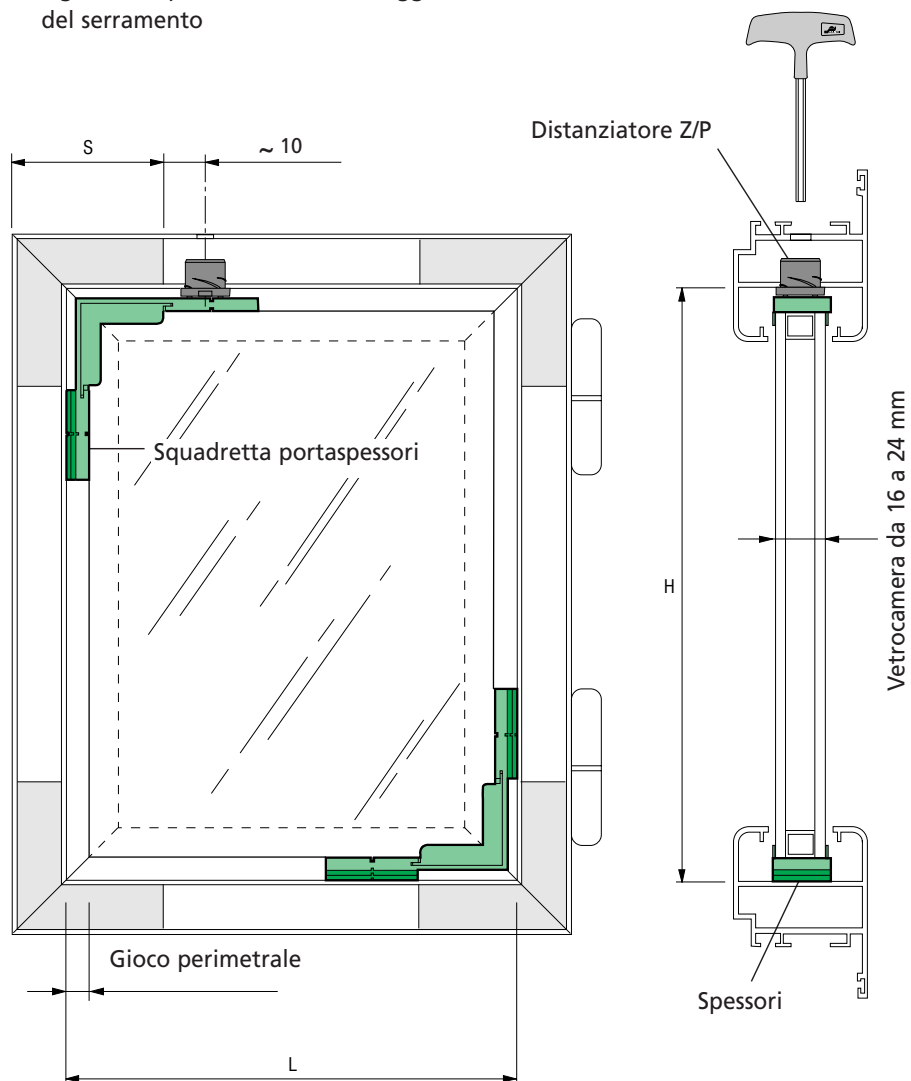 del serramento
Distanziatore Z/P
S
~ 10
Squadretta portaspessori
H
Vetrocamera da 16 a 24 mm
Gioco perimetrale
Spessori
L